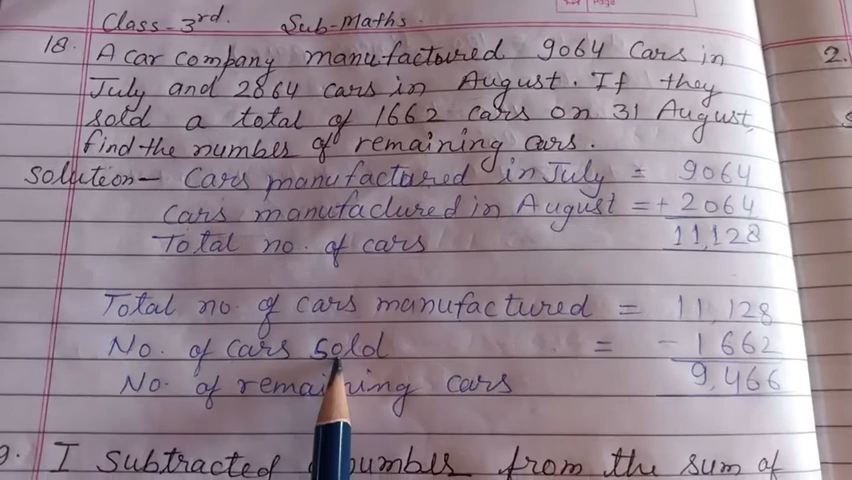 Class-3rd. Sub-Maths.
18. A car company manufactured 9064 cars in
July and 2864 cars in August. If they
sold a total of 1662 cars on 31 August,
find the number of remaining cars.
Solution- Cars manufactured in July = 9064
Cars manufactured in August = + 2064
Total no. of cars 11,128
Total no. of cars manufactured = 11,128
No. of cars sold = - 1662
No. of remaining cars 9,466
9. I subtracted number from the sum of
2.